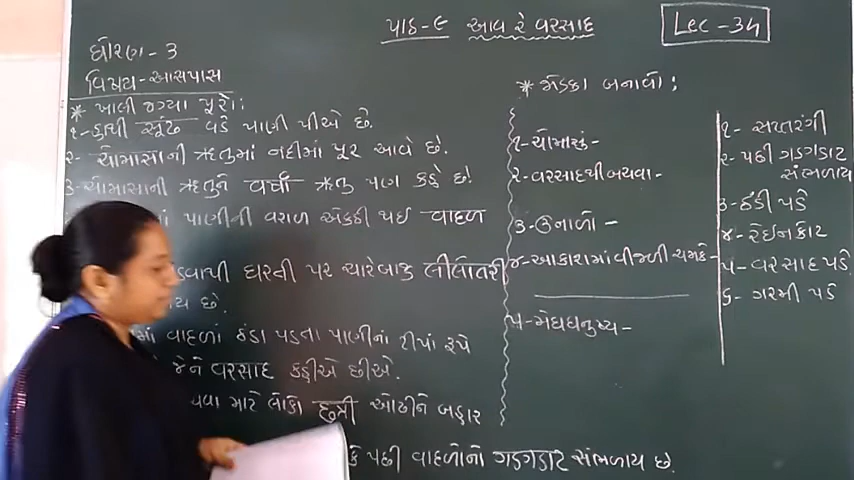 પાઠ-૯ આવ રે વરસાદ
Lec - 34
ધોરણ - 3
વિષય - આસપાસ
* ખાલી જગ્યા પૂરો:
૧- હાથી સૂંઢ વડે પાણી પીએ છે.
૨- ચોમાસાની ઋતુમાં નદીમાં પૂર આવે છે.
૩- ચોમાસાની ઋતુને વર્ષા ઋતુ પણ કહે છે.
પાણીની વરાળ એકઠી થઈ વાદળ
ઘરની પર ચારેબાજુ લીલોતરી
છે.
વાદળાં ઠંડા પડતા પાણીનાં ટીપાં રૂપે
જેને વરસાદ કહીએ છીએ.
માટે લોકો છત્રી ઓઢીને બહાર
પછી વાદળોનો ગડગડાટ સંભળાય છે.
* જોડકા બનાવો:
૧- ચોમાસું -
૨- વરસાદથી બચવા -
૩- ઉનાળો -
૪- આકાશમાં વીજળી ચમકે -
૫- મેઘધનુષ્ય -
૧- સપ્તરંગી
૨- પછી ગડગડાટ
સંભળાય
૩- ઠંડી પડે
૪- રેઈનકોટ
૫- વરસાદ પડે
૬- ગરમી પડે